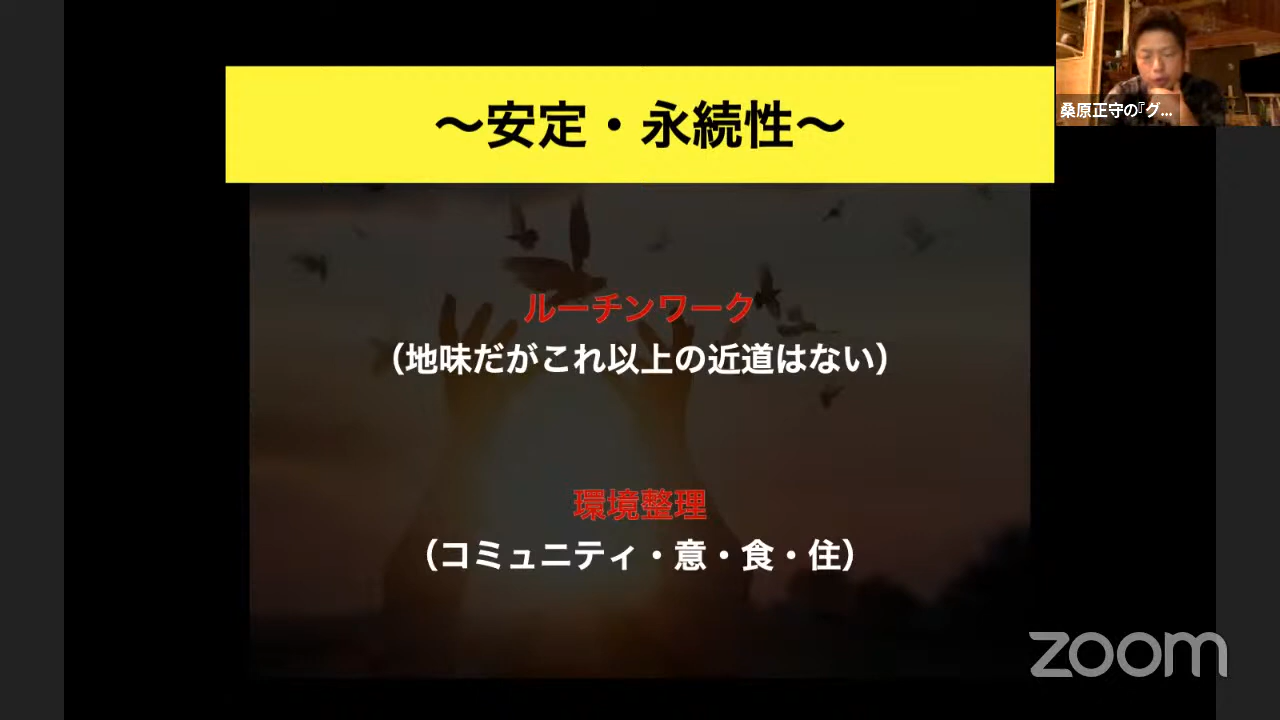 ～安定・永続性～
桑原正守の『グ...
ルーチンワーク
（地味だがこれ以上の近道はない）
環境整理
（コミュニティ・意・食・住）
zoom